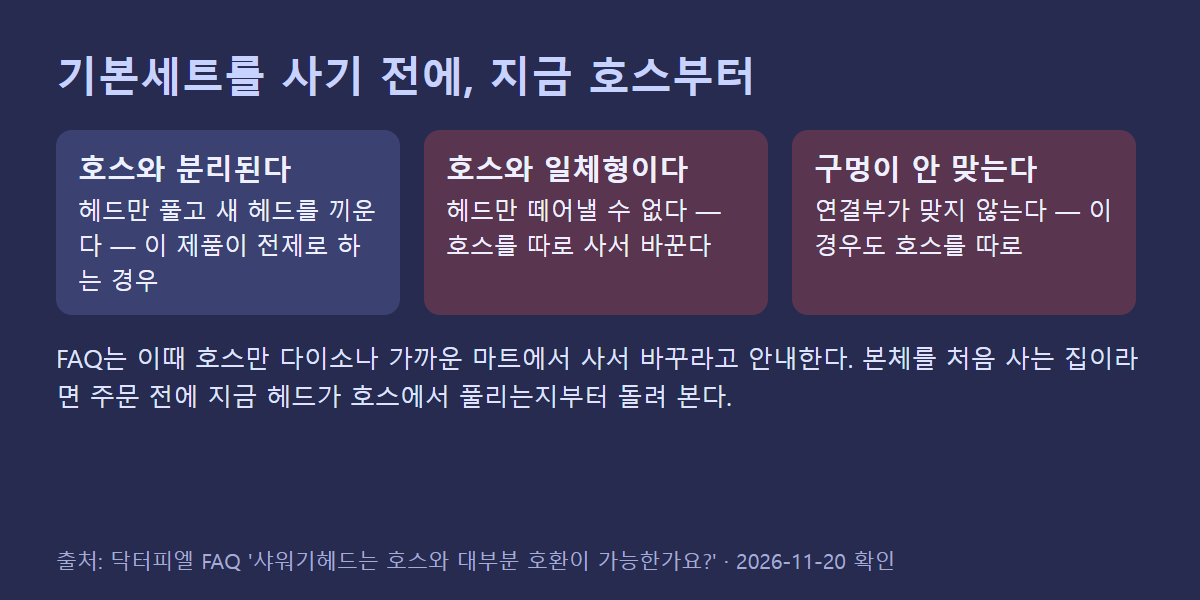 기본세트를 사기 전에, 지금 호스부터
호스와 분리된다
헤드만 풀고 새 헤드를 끼운
다 — 이 제품이 전제로 하
는 경우
호스와 일체형이다
헤드만 떼어낼 수 없다 —
호스를 따로 사서 바꾼다
구멍이 안 맞는다
연결부가 맞지 않는다 — 이
경우도 호스를 따로
FAQ는 이때 호스만 다이소나 가까운 마트에서 사서 바꾸라고 안내한다. 본체를 처음 사는 집이라
면 주문 전에 지금 헤드가 호스에서 풀리는지부터 돌려 본다.
출처: 닥터피엘 FAQ '샤워기헤드는 호스와 대부분 호환이 가능한가요?' · 2026-11-20 확인